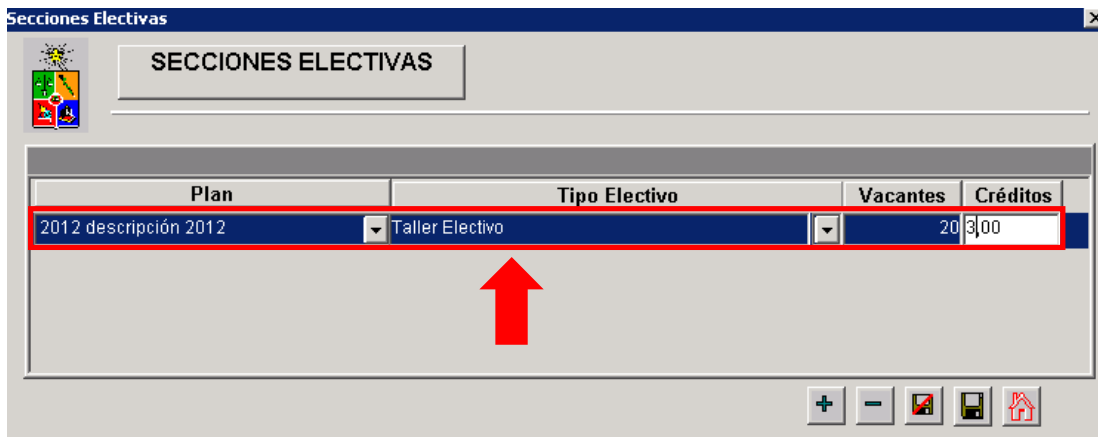 Secciones Electivas
SECCIONES ELECTIVAS
Plan Tipo Electivo Vacantes Créditos
2012 descripción 2012 Taller Electivo 20 3,00